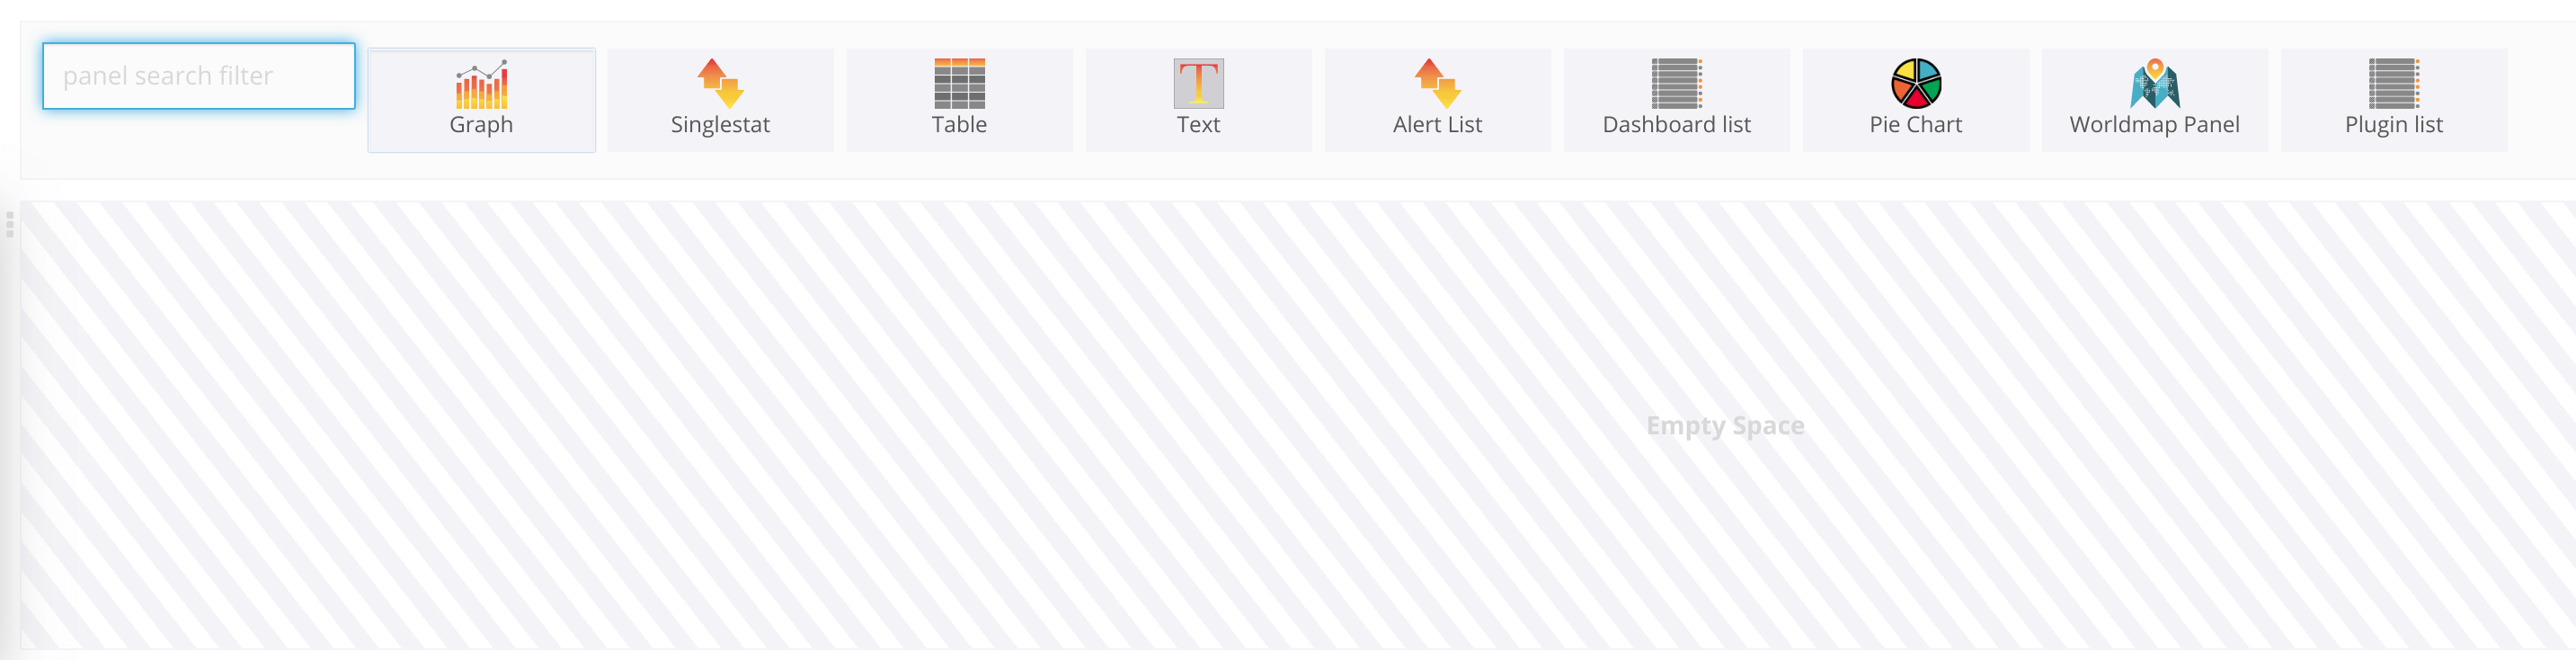 panel search filter
Graph
Singlestat
Table
T
Text
Alert List
Dashboard list
Pie Chart
Worldmap Panel
Plugin list
Empty Space